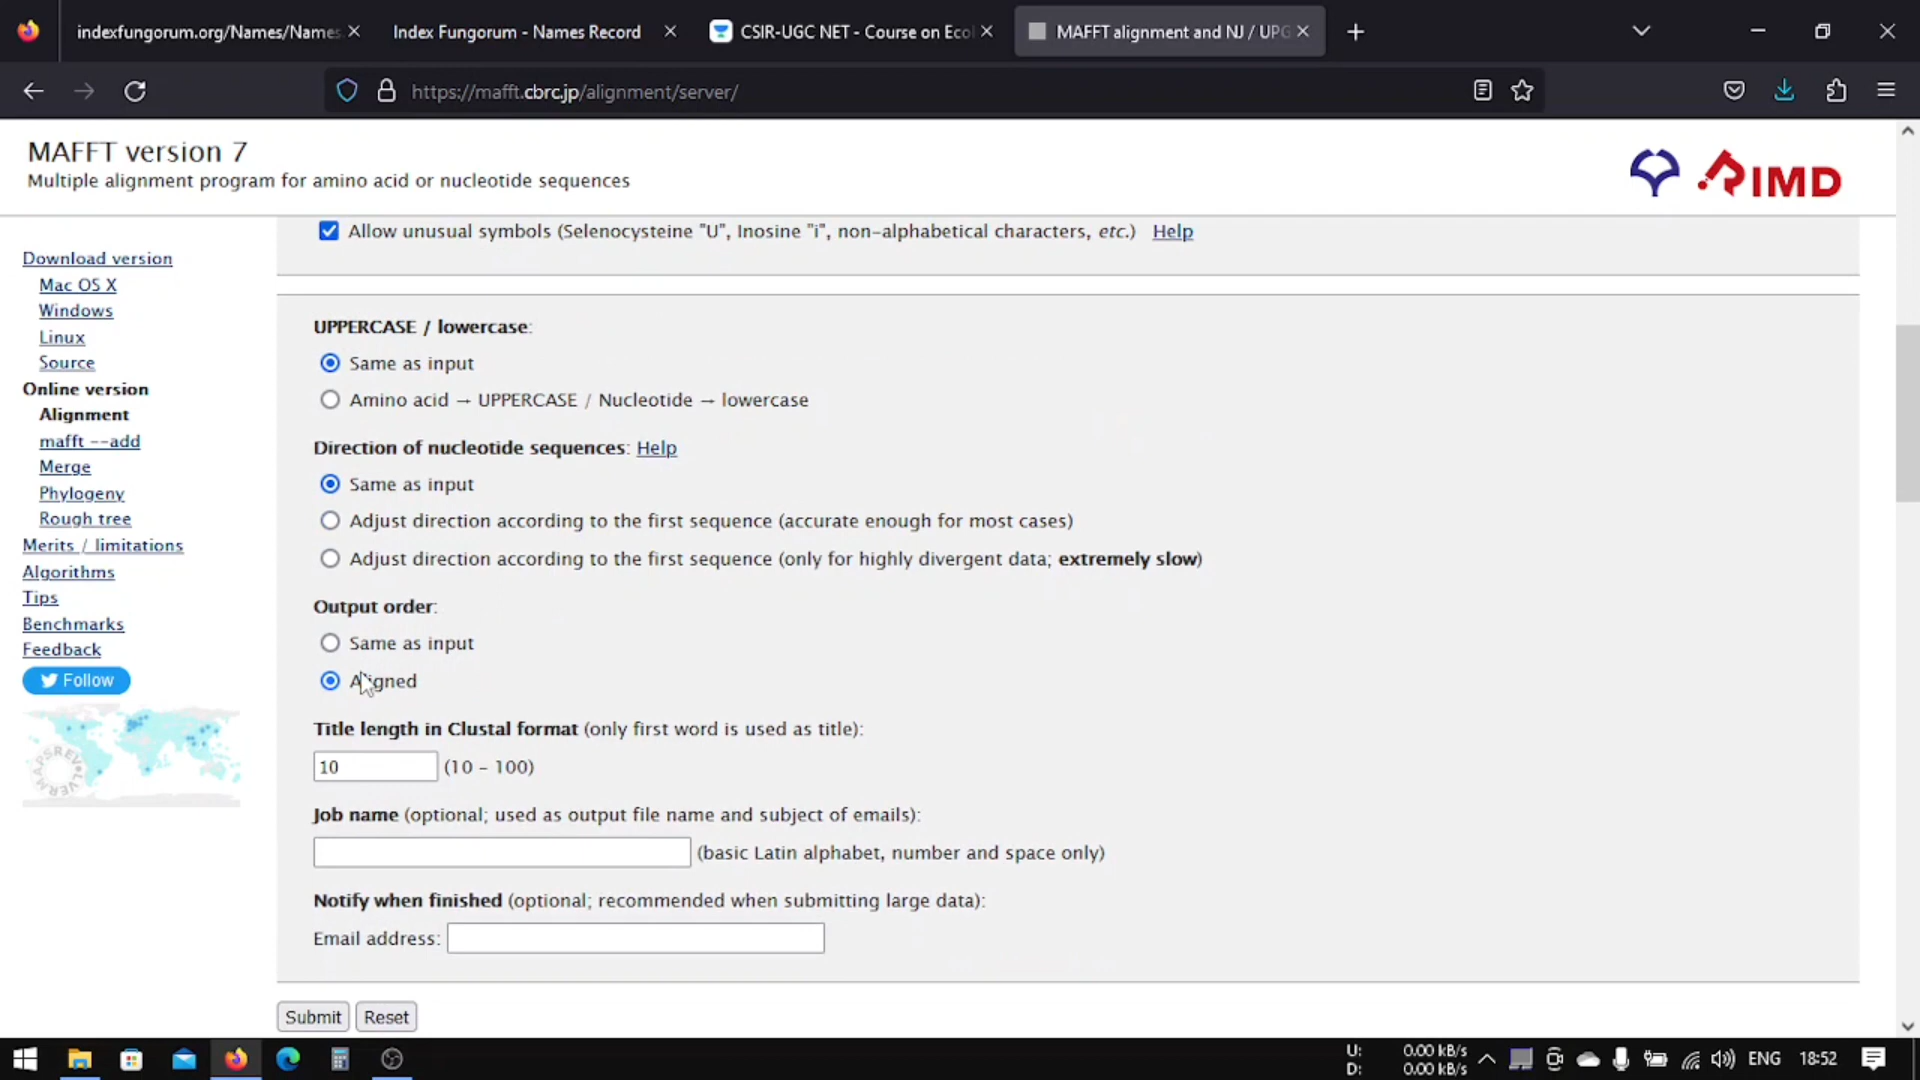 indexfungorum.org/Names/Names
Index Fungorum - Names Record
CSIR-UGC NET - Course on Ecol
MAFFT alignment and NJ / UPG
https://mafft.cbrc.jp/alignment/server/
MAFFT version 7
Multiple alignment program for amino acid or nucleotide sequences
IMD
Download version
Mac OS X
Windows
Linux
Source
Online version
Alignment
mafft --add
Merge
Phylogeny
Rough tree
Merits / limitations
Algorithms
Tips
Benchmarks
Feedback
Follow
Allow unusual symbols (Selenocysteine "U", Inosine "i", non-alphabetical characters, etc.) Help
UPPERCASE / lowercase:
Same as input
Amino acid → UPPERCASE / Nucleotide → lowercase
Direction of nucleotide sequences: Help
Same as input
Adjust direction according to the first sequence (accurate enough for most cases)
Adjust direction according to the first sequence (only for highly divergent data; extremely slow)
Output order:
Same as input
Aligned
Title length in Clustal format (only first word is used as title):
10 (10 - 100)
Job name (optional; used as output file name and subject of emails):
(basic Latin alphabet, number and space only)
Notify when finished (optional; recommended when submitting large data):
Email address:
Submit Reset
U: 0.00 kB/s
D: 0.00 kB/s
ENG 18:52